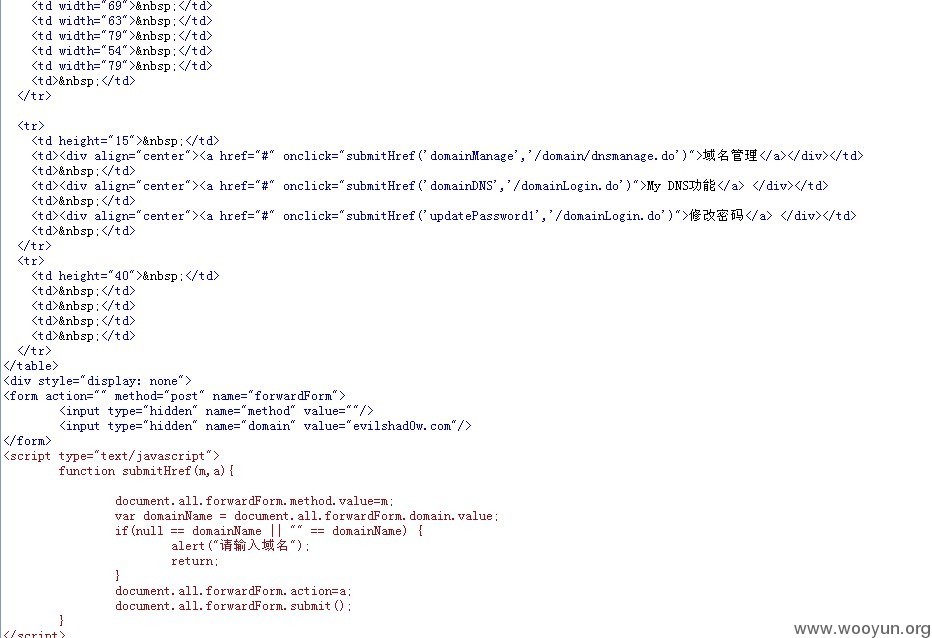 <td width="69">&nbsp;</td>
<td width="63">&nbsp;</td>
<td width="79">&nbsp;</td>
<td width="54">&nbsp;</td>
<td width="79">&nbsp;</td>
<td>&nbsp;</td>
</tr>
<tr>
<td height="15">&nbsp;</td>
<td><div align="center"><a href="#" onclick="submitHref('domainManage','/domain/dnsmanage.do')">域名管理</a></div></td>
<td>&nbsp;</td>
<td><div align="center"><a href="#" onclick="submitHref('domainDNS','/domainLogin.do')">My DNS功能</a> </div></td>
<td>&nbsp;</td>
<td><div align="center"><a href="#" onclick="submitHref('updatePassword1','/domainLogin.do')">修改密码</a> </div></td>
<td>&nbsp;</td>
</tr>
<tr>
<td height="40">&nbsp;</td>
<td>&nbsp;</td>
<td>&nbsp;</td>
<td>&nbsp;</td>
<td>&nbsp;</td>
</tr>
</table>
<div style="display: none">
<form action="" method="post" name="forwardForm">
<input type="hidden" name="method" value=""/>
<input type="hidden" name="domain" value="evilshad0w.com"/>
</form>
<script type="text/javascript">
function submitHref(m,a){
document.all.forwardForm.method.value=m;
var domainName = document.all.forwardForm.domain.value;
if(null == domainName || "" == domainName) {
alert("请输入域名");
return;
}
document.all.forwardForm.action=a;
document.all.forwardForm.submit();
}
</script>
www.wooyun.org